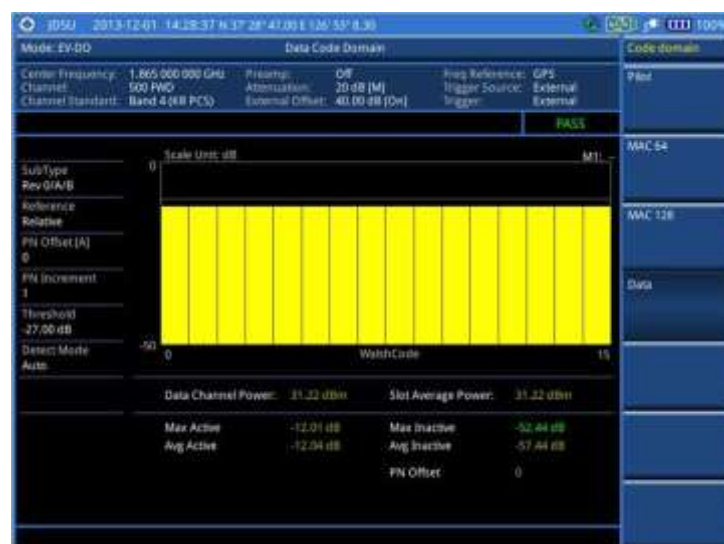 JDSU 2013-12-01 14:28:37 N 37° 28' 41.00 E 126° 53' 8.30 100%
Mode: EV-DO Data Code Domain Code domain
Center Frequency: 1.865 000 000 GHz Preamp: Off Freq Reference: GPS
Channel: 500 FWD Attenuation: 20 dB [M] Trigger Source: External
Channel Standard: Band 4 (KR PCS) External Offset: 40.00 dB [On] Trigger: External
Pilot
PASS
MAC 64
Scale Unit: dB M1:
0
SubType
Rev 0/A/B
Reference
Relative
MAC 128
PN Offset [A]
0
PN Increment
1
Data
Threshold
-27.00 dB
Detect Mode
Auto
-50 0 WalshCode 15
Data Channel Power: 31.22 dBm Slot Average Power: 31.22 dBm
Max Active -12.01 dB Max Inactive -52.44 dB
Avg Active -12.04 dB Avg Inactive -57.44 dB
PN Offset 0